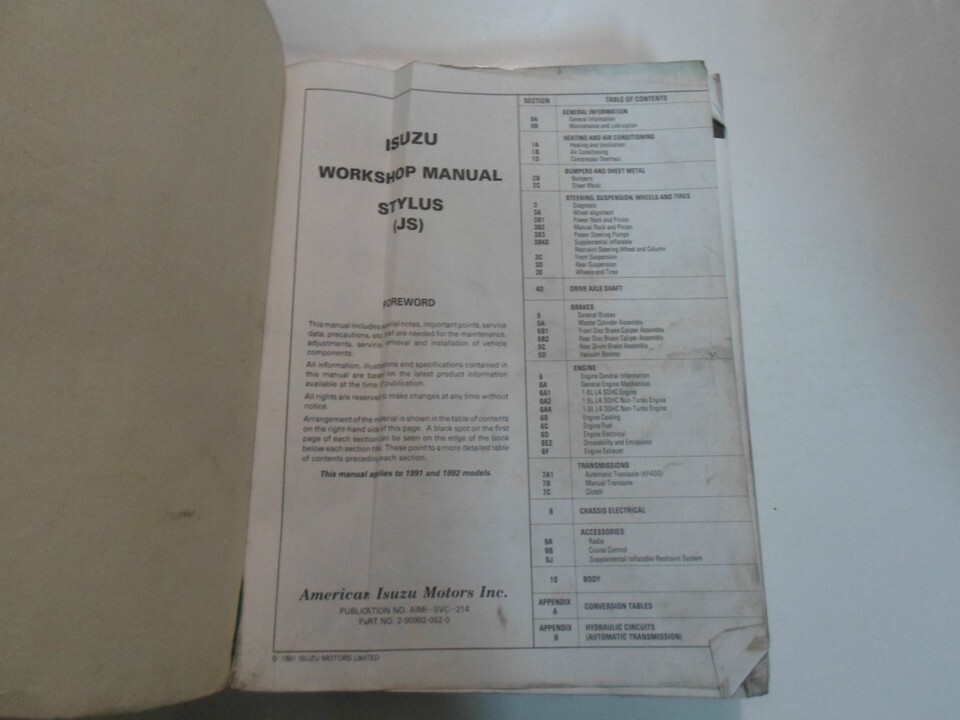 ISUZU
WORKSHOP MANUAL
STYLUS
(JS)
FOREWORD
This manual includes special notes, important points, service
data, precautions, etc. that are needed for the maintenance,
adjustments, service, removal and installation of vehicle
components.
All information, illustrations and specifications contained in
this manual are based on the latest product information
available at the time of publication.
All rights are reserved to make changes at any time without
notice.
Arrangement of the material is shown in the table of contents
on the right-hand side of this page. A black spot on the first
page of each section can be seen on the edge of the book
below each section title. These point to a more detailed table
of contents preceding each section.
This manual applies to 1991 and 1992 models.
American Isuzu Motors Inc.
PUBLICATION NO. AIMI-SVC-214
PART NO. 2-90993-052-0
© 1991 ISUZU MOTORS LIMITED
SECTION TABLE OF CONTENTS
GENERAL INFORMATION
0A General Information
0B Maintenance and Lubrication
HEATING AND AIR CONDITIONING
1A Heating and Ventilation
1B Air Conditioning
1D Compressor Overhaul
BUMPERS AND SHEET METAL
2B Bumpers
2C Sheet Metal
STEERING, SUSPENSION, WHEELS AND TIRES
3 Diagnosis
3A Wheel alignment
3B1 Power Rack and Pinion
3B2 Manual Rack and Pinion
3B3 Power Steering Pumps
Supplemental Inflatable
Restraint Steering Wheel and Column
3C Front Suspension
3D Rear Suspension
3E Wheels and Tires
4D DRIVE AXLE SHAFT
BRAKES
5 General Brakes
5A Master Cylinder Assembly
5B1 Front Disc Brake Caliper Assembly
5B2 Rear Disc Brake Caliper Assembly
5C Rear Drum Brake Assembly
5D Vacuum Booster
ENGINE
6 Engine General Information
6A General Engine Mechanical
6A1 1.6L L4 SOHC Engine
6A2 1.6L L4 DOHC Non-Turbo Engine
6A4 1.8L L4 DOHC Non-Turbo Engine
6B Engine Cooling
6C Engine Fuel
6D Engine Electrical
6E2 Driveability and Emissions
6F Engine Exhaust
TRANSMISSIONS
7A1 Automatic Transaxle (KF400)
7B Manual Transaxle
7C Clutch
8 CHASSIS ELECTRICAL
ACCESSORIES
9A Radio
9B Cruise Control
9J Supplemental Inflatable Restraint System
10 BODY
APPENDIX
A CONVERSION TABLES
APPENDIX
B HYDRAULIC CIRCUITS
(AUTOMATIC TRANSMISSION)